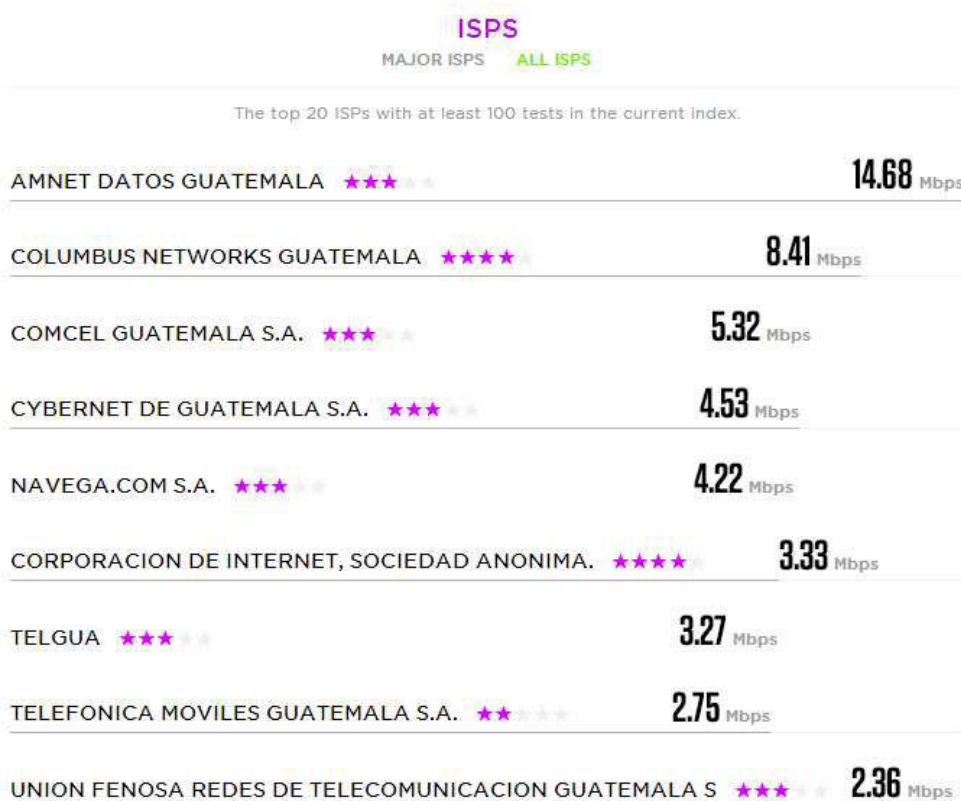 ISPS
MAJOR ISPS ALL ISPS
The top 20 ISPs with at least 100 tests in the current index.
AMNET DATOS GUATEMALA 14.68 Mbps
COLUMBUS NETWORKS GUATEMALA 8.41 Mbps
COMCEL GUATEMALA S.A. 5.32 Mbps
CYBERNET DE GUATEMALA S.A. 4.53 Mbps
NAVEGA.COM S.A. 4.22 Mbps
CORPORACION DE INTERNET, SOCIEDAD ANONIMA. 3.33 Mbps
TELGUA 3.27 Mbps
TELEFONICA MOVILES GUATEMALA S.A. 2.75 Mbps
UNION FENOSA REDES DE TELECOMUNICACION GUATEMALA S 2.36 Mbps